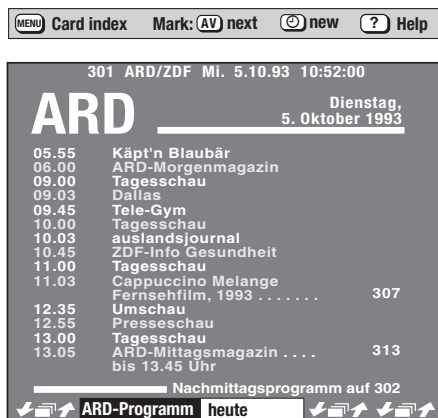 MENU Card index Mark: AV next new ? Help
301 ARD/ZDF Mi. 5.10.93 10:52:00
ARD
Dienstag,
5. Oktober 1993
05.55 Käpt'n Blaubär
06.00 ARD-Morgenmagazin
09.00 Tagesschau
09.03 Dallas
09.45 Tele-Gym
10.00 Tagesschau
10.03 auslandsjournal
10.45 ZDF-Info Gesundheit
11.00 Tagesschau
11.03 Cappuccino Melange
Fernsehfilm, 1993 . . . . . . . 307
12.35 Umschau
12.55 Presseschau
13.00 Tagesschau
13.05 ARD-Mittagsmagazin . . . . 313
bis 13.45 Uhr
Nachmittagsprogramm auf 302
ARD-Programm heute